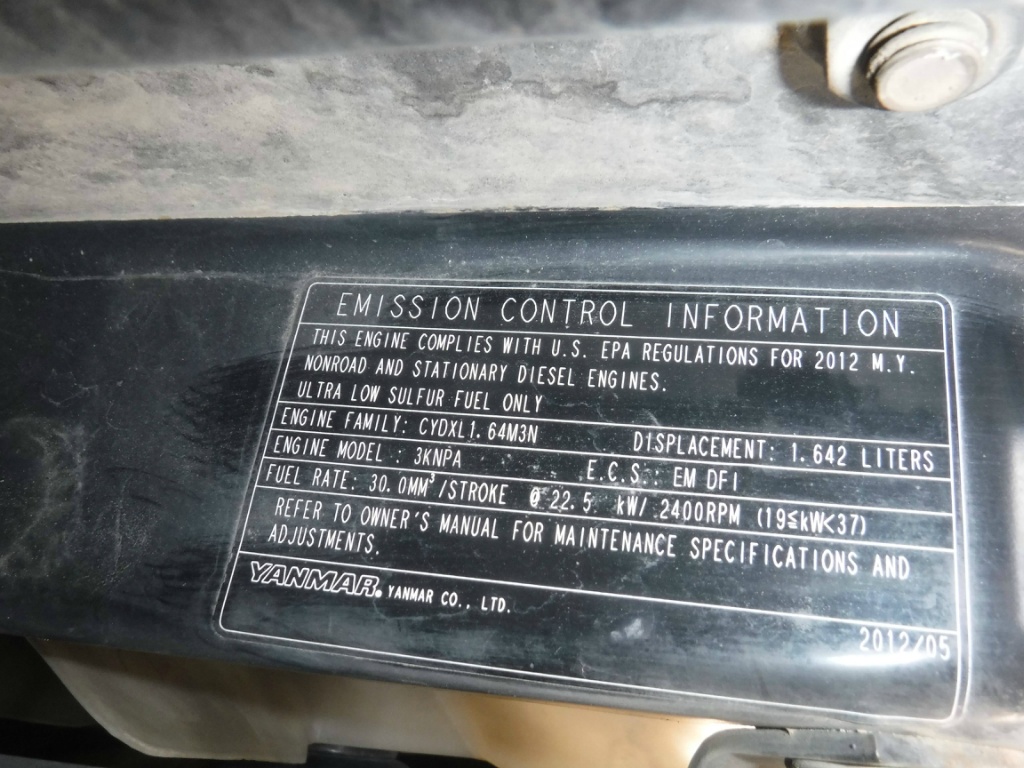 EMISSION CONTROL INFORMATION
THIS ENGINE COMPLIES WITH U.S. EPA REGULATIONS FOR 2012 M.Y.
NONROAD AND STATIONARY DIESEL ENGINES.
ULTRA LOW SULFUR FUEL ONLY
ENGINE FAMILY: CYDXL1.64M3N DISPLACEMENT: 1.642 LITERS
ENGINE MODEL : 3KNPA E.C.S.: EM DFI
FUEL RATE: 30.0MM³/STROKE @ 22.5 kW/ 2400RPM (19≦kW<37)
REFER TO OWNER'S MANUAL FOR MAINTENANCE SPECIFICATIONS AND
ADJUSTMENTS.
YANMAR. YANMAR CO., LTD.
2012/05